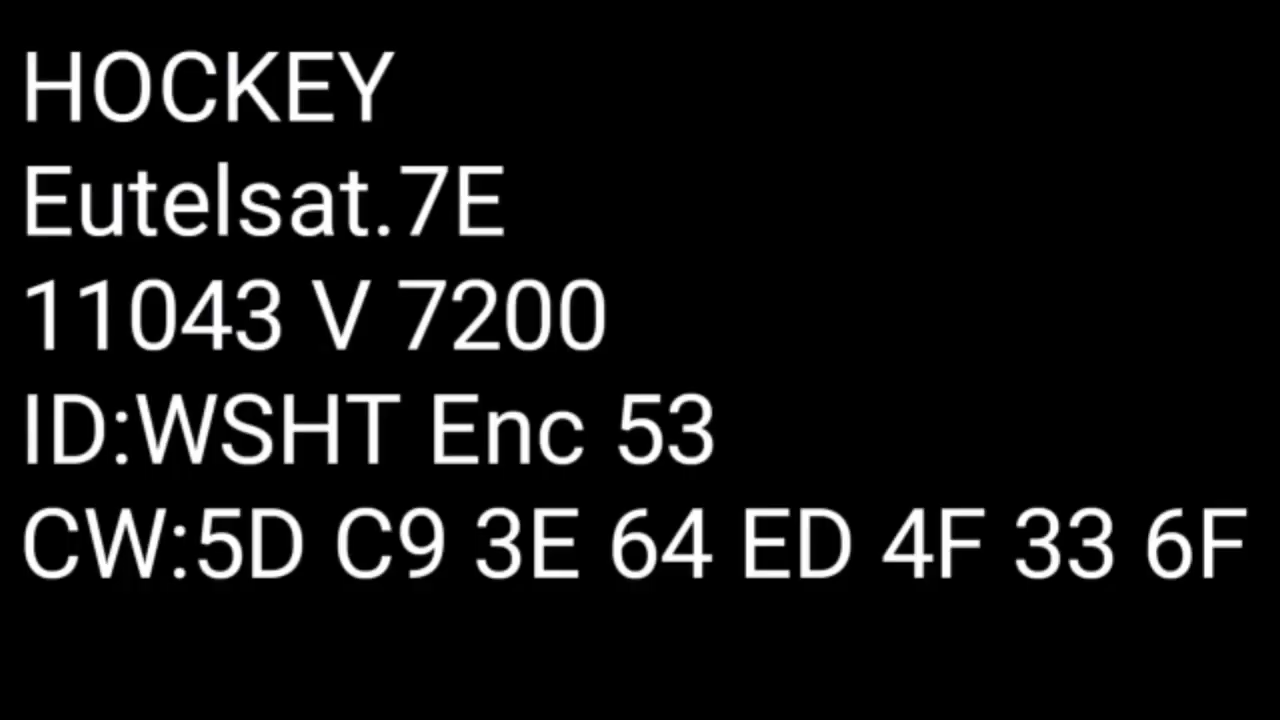 HOCKEY
Eutelsat.7E
11043 V 7200
ID:WSHT Enc 53
CW:5D C9 3E 64 ED 4F 33 6F